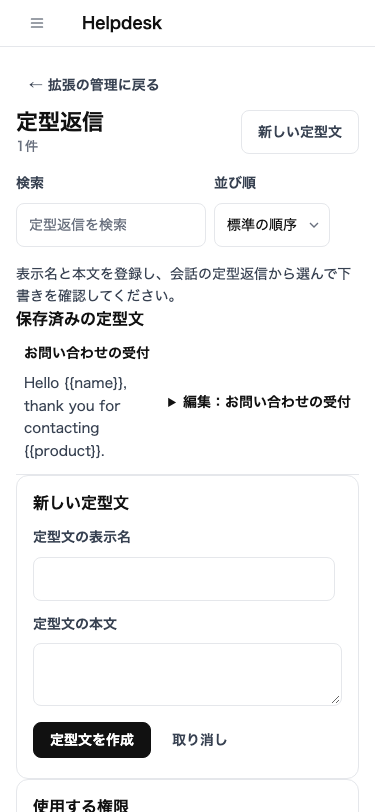 Helpdesk
← 拡張の管理に戻る
定型返信
1件
新しい定型文
検索
並び順
定型返信を検索
標準の順序
表示名と本文を登録し、会話の定型返信から選んで下
書きを確認してください。
保存済みの定型文
お問い合わせの受付
Hello {{name}},
thank you for
contacting
{{product}}.
▶ 編集：お問い合わせの受付
新しい定型文
定型文の表示名
定型文の本文
定型文を作成
取り消し
使用する権限